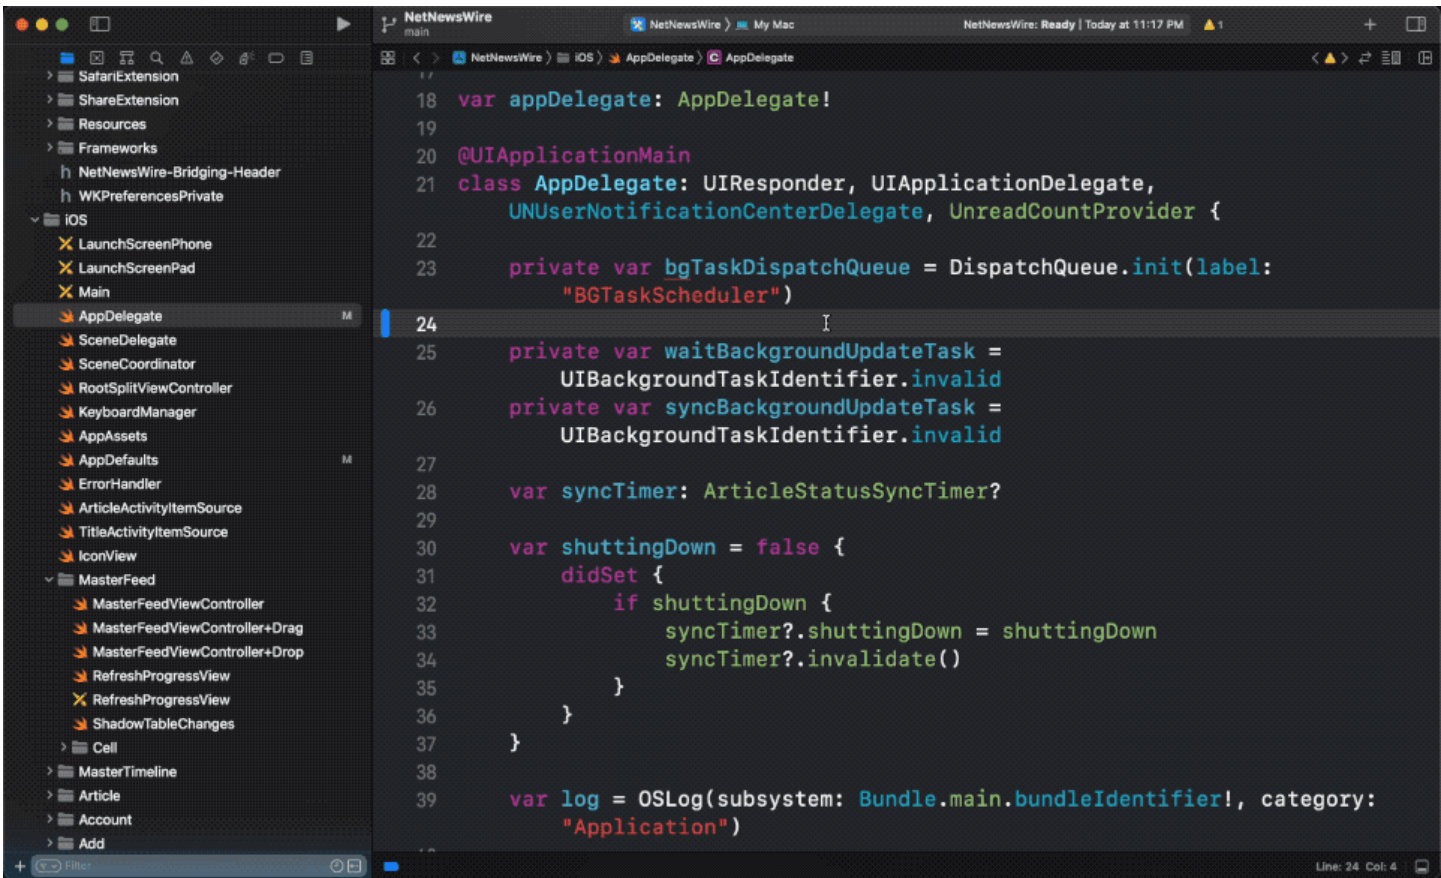 NetNewsWire
main
NetNewsWire
My Mac
NetNewsWire: Ready | Today at 11:17 PM
1
NetNewsWire
iOS
AppDelegate
C AppDelegate
SafariExtension
ShareExtension
Resources
Frameworks
h NetNewsWire-Bridging-Header
h WKPreferencesPrivate
iOS
LaunchScreenPhone
LaunchScreenPad
Main
AppDelegate M
SceneDelegate
SceneCoordinator
RootSplitViewController
KeyboardManager
AppAssets
AppDefaults M
ErrorHandler
ArticleActivityItemSource
TitleActivityItemSource
IconView
MasterFeed
MasterFeedViewController
MasterFeedViewController+Drag
MasterFeedViewController+Drop
RefreshProgressView
RefreshProgressView
ShadowTableChanges
Cell
MasterTimeline
Article
Account
Add
Filter
17
18 var appDelegate: AppDelegate!
19
20 @UIApplicationMain
21 class AppDelegate: UIResponder, UIApplicationDelegate,
UNUserNotificationCenterDelegate, UnreadCountProvider {
22
23 private var bgTaskDispatchQueue = DispatchQueue.init(label:
"BGTaskScheduler")
24
25 private var waitBackgroundUpdateTask =
UIBackgroundTaskIdentifier.invalid
26 private var syncBackgroundUpdateTask =
UIBackgroundTaskIdentifier.invalid
27
28 var syncTimer: ArticleStatusSyncTimer?
29
30 var shuttingDown = false {
31 didSet {
32 if shuttingDown {
33 syncTimer?.shuttingDown = shuttingDown
34 syncTimer?.invalidate()
35 }
36 }
37 }
38
39 var log = OSLog(subsystem: Bundle.main.bundleIdentifier!, category:
"Application")
Line: 24 Col: 4